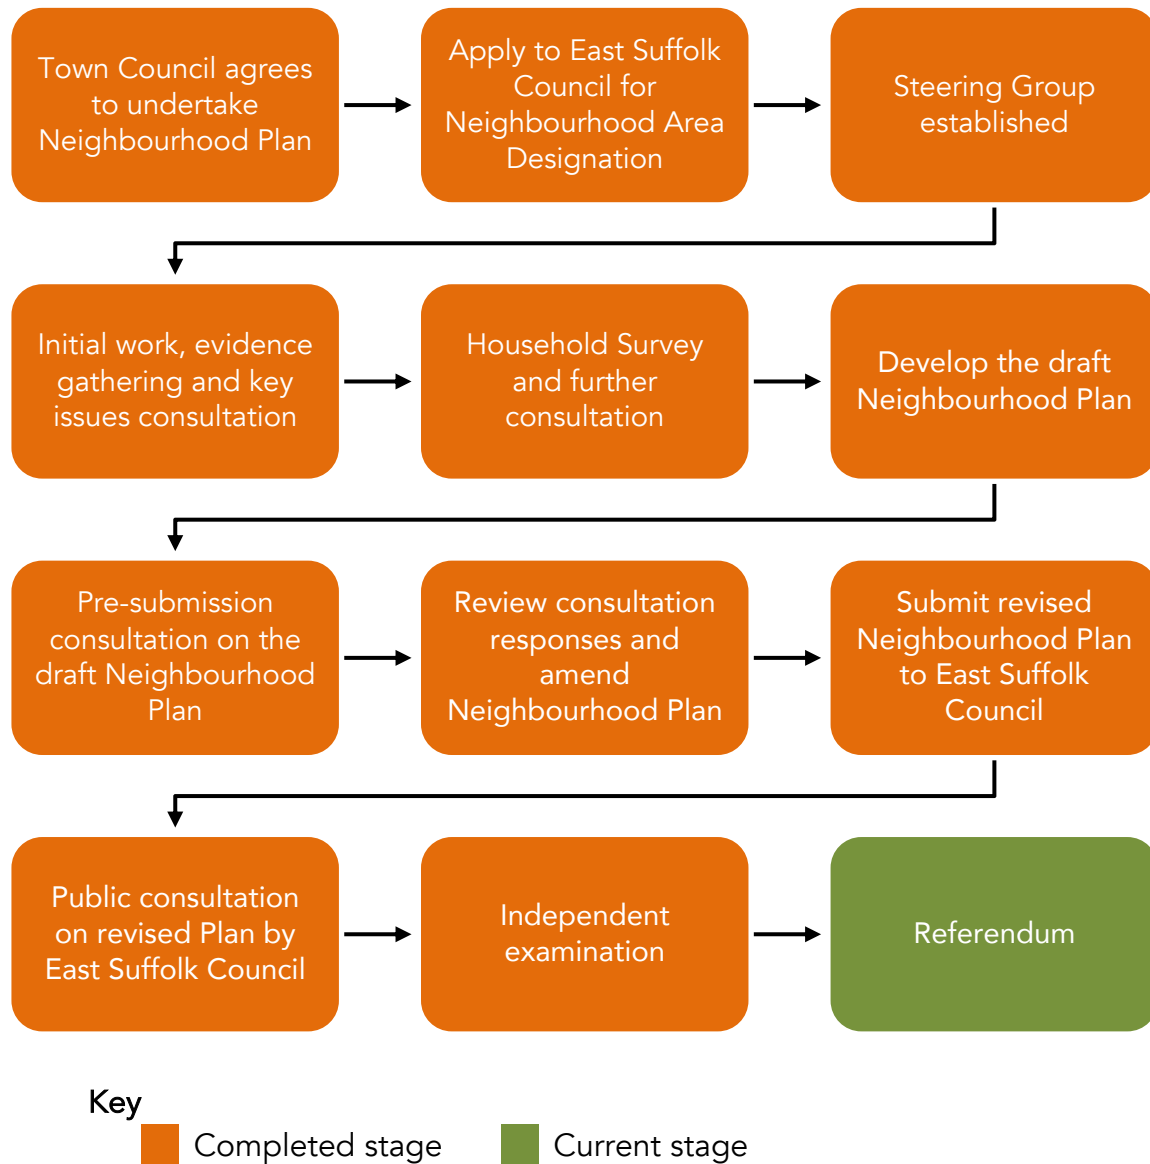 Town Council agrees
to undertake
Neighbourhood Plan
Apply to East Suffolk
Council for
Neighbourhood Area
Designation
Steering Group
established
Initial work, evidence
gathering and key
issues consultation
Household Survey
and further
consultation
Develop the draft
Neighbourhood Plan
Pre-submission
consultation on the
draft Neighbourhood
Plan
Review consultation
responses and
amend
Neighbourhood Plan
Submit revised
Neighbourhood Plan
to East Suffolk
Council
Public consultation
on revised Plan by
East Suffolk Council
Independent
examination
Referendum
Key
Completed stage
Current stage